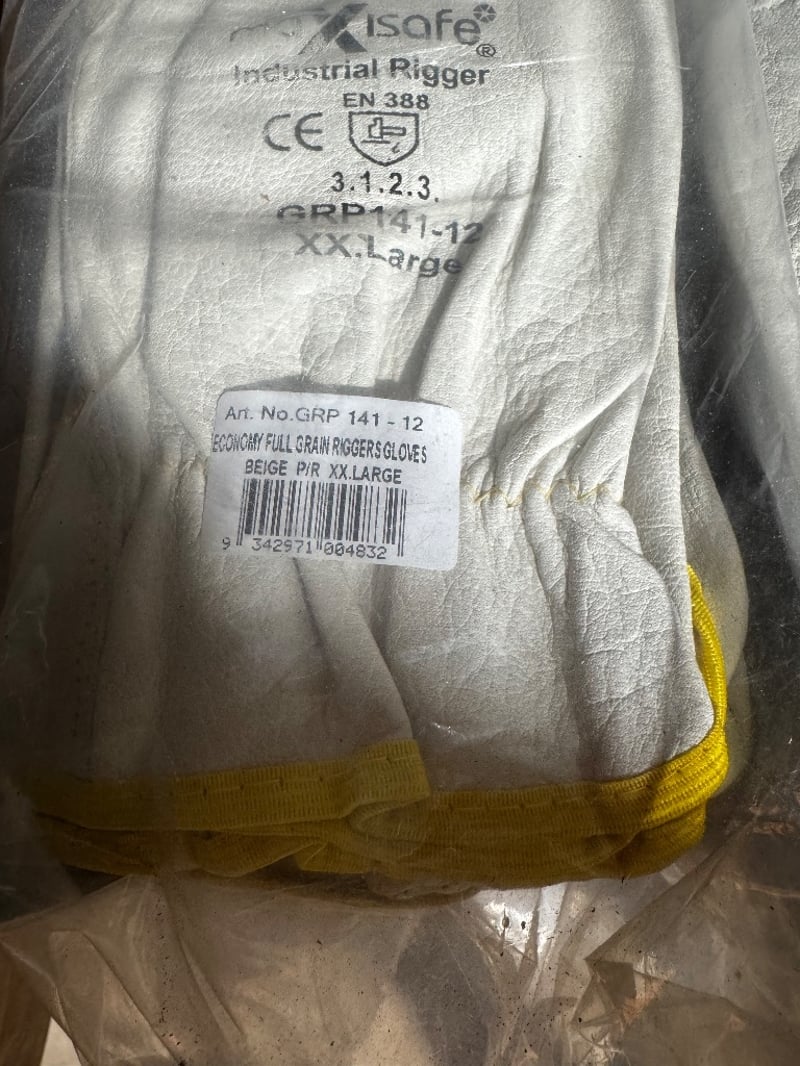 maxisafe®
Industrial Rigger
EN 388
CE
3.1.2.3.
GRP141-12
XX.Large
Art. No.GRP 141 - 12
ECONOMY FULL GRAIN RIGGERS GLOVES
BEIGE P/R XX.LARGE
9 342971 004832